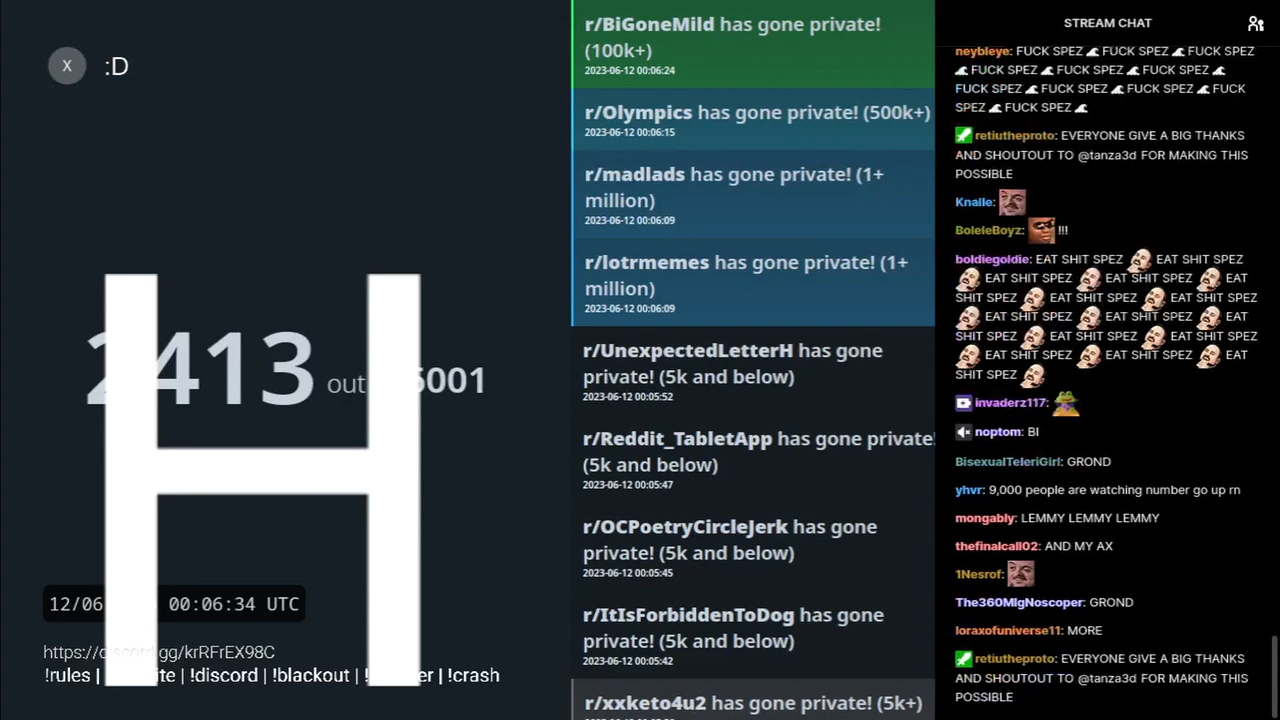 X :D
H
2413 out 5001
12/06 00:06:34 UTC
https://discord.gg/krRFrEX98C
!rules | ite | !discord | !blackout | ! er | !crash
r/BiGoneMild has gone private!
(100k+)
2023-06-12 00:06:24
r/Olympics has gone private! (500k+)
2023-06-12 00:06:15
r/madlads has gone private! (1+
million)
2023-06-12 00:06:09
r/lotrmemes has gone private! (1+
million)
2023-06-12 00:06:09
r/UnexpectedLetterH has gone
private! (5k and below)
2023-06-12 00:05:52
r/Reddit_TabletApp has gone private!
(5k and below)
2023-06-12 00:05:47
r/OCPoetryCircleJerk has gone
private! (5k and below)
2023-06-12 00:05:45
r/ItIsForbiddenToDog has gone
private! (5k and below)
2023-06-12 00:05:42
r/xxketo4u2 has gone private! (5k+)
STREAM CHAT
neybleye: FUCK SPEZ FUCK SPEZ FUCK SPEZ
FUCK SPEZ FUCK SPEZ FUCK SPEZ
FUCK SPEZ FUCK SPEZ FUCK SPEZ FUCK
SPEZ FUCK SPEZ
retiutheproto: EVERYONE GIVE A BIG THANKS
AND SHOUTOUT TO @tanza3d FOR MAKING THIS
POSSIBLE
Knaile:
BoleleBoyz: !!!
boldiegoldie: EAT SHIT SPEZ EAT SHIT SPEZ
EAT SHIT SPEZ EAT SHIT SPEZ EAT
SHIT SPEZ EAT SHIT SPEZ EAT SHIT SPEZ
EAT SHIT SPEZ EAT SHIT SPEZ EAT
SHIT SPEZ EAT SHIT SPEZ EAT SHIT SPEZ
EAT SHIT SPEZ EAT SHIT SPEZ EAT
SHIT SPEZ
invaderz117:
noptom: BI
BisexualTeleriGirl: GROND
yhvr: 9,000 people are watching number go up rn
mongably: LEMMY LEMMY LEMMY
thefinalcall02: AND MY AX
1Nesrof:
The360MlgNoscoper: GROND
loraxofuniverse11: MORE
retiutheproto: EVERYONE GIVE A BIG THANKS
AND SHOUTOUT TO @tanza3d FOR MAKING THIS
POSSIBLE